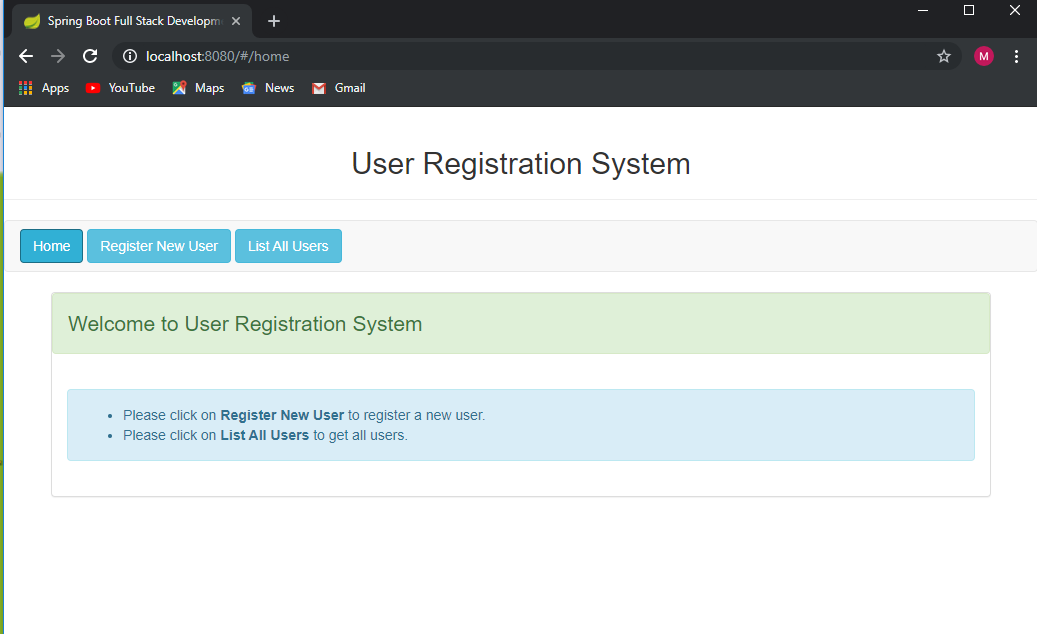 Spring Boot Full Stack Developm
localhost:8080/#/home
M
Apps YouTube Maps News Gmail
User Registration System
Home Register New User List All Users
Welcome to User Registration System
• Please click on Register New User to register a new user.
• Please click on List All Users to get all users.